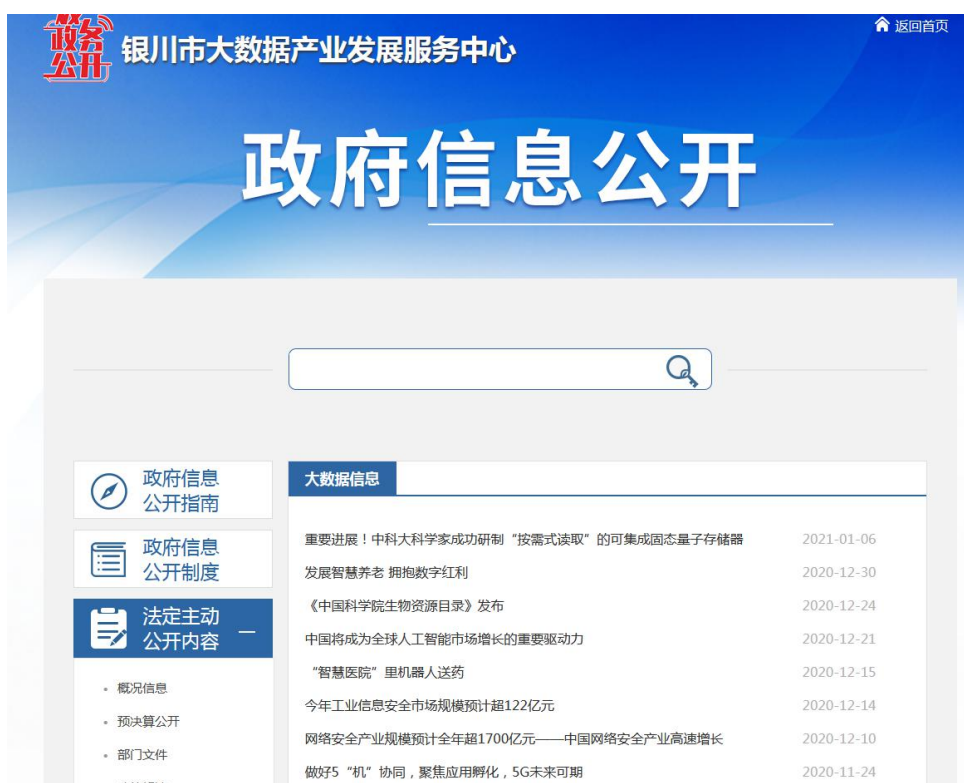 政务
公开
银川市大数据产业发展服务中心
返回首页
政府信息公开
政府信息
公开指南
政府信息
公开制度
法定主动
公开内容
概况信息
预决算公开
部门文件
大数据信息
重要进展！中科大科学家成功研制“按需式读取”的可集成固态量子存储器 2021-01-06
发展智慧养老 拥抱数字红利 2020-12-30
《中国科学院生物资源目录》发布 2020-12-24
中国将成为全球人工智能市场增长的重要驱动力 2020-12-21
“智慧医院”里机器人送药 2020-12-15
今年工业信息安全市场规模预计超122亿元 2020-12-14
网络安全产业规模预计全年超1700亿元——中国网络安全产业高速增长 2020-12-10
做好5“机”协同，聚焦应用孵化，5G未来可期 2020-11-24